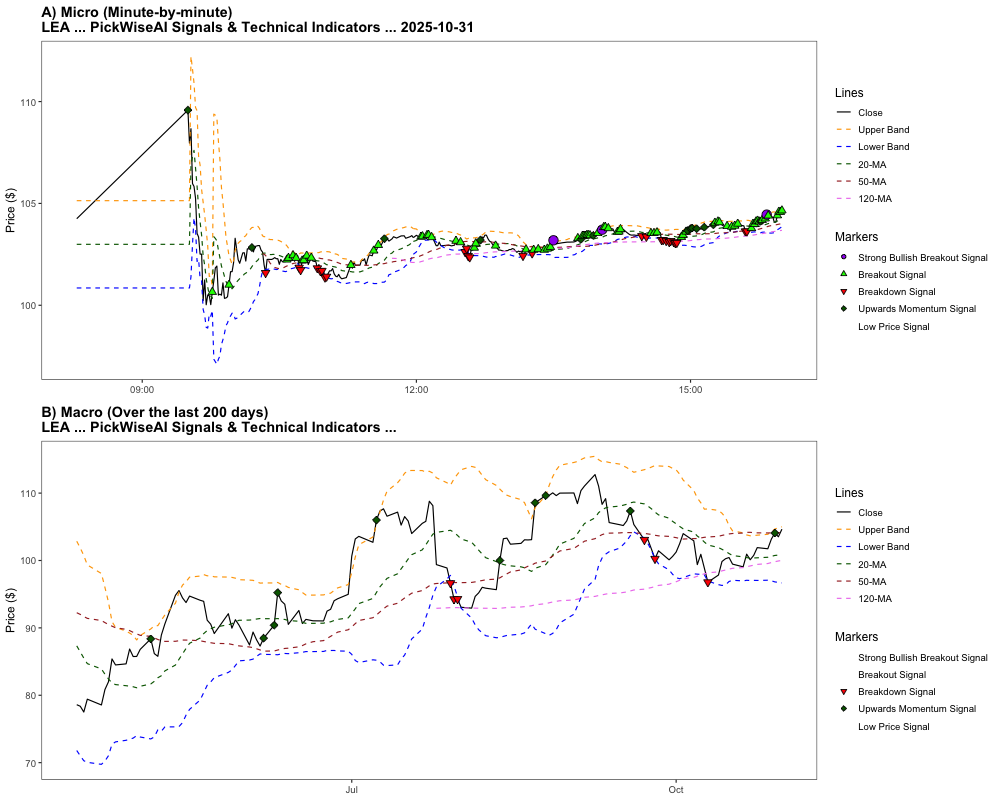 A) Micro (Minute-by-minute)
LEA ... PickWiseAI Signals & Technical Indicators ... 2025-10-31
Price ($)
110
105
100
09:00
12:00
15:00
Lines
Close
Upper Band
Lower Band
20-MA
50-MA
120-MA
Markers
Strong Bullish Breakout Signal
Breakout Signal
Breakdown Signal
Upwards Momentum Signal
Low Price Signal
B) Macro (Over the last 200 days)
LEA ... PickWiseAI Signals & Technical Indicators ...
Price ($)
110
100
90
80
70
Jul
Oct
Lines
Close
Upper Band
Lower Band
20-MA
50-MA
120-MA
Markers
Strong Bullish Breakout Signal
Breakout Signal
Breakdown Signal
Upwards Momentum Signal
Low Price Signal